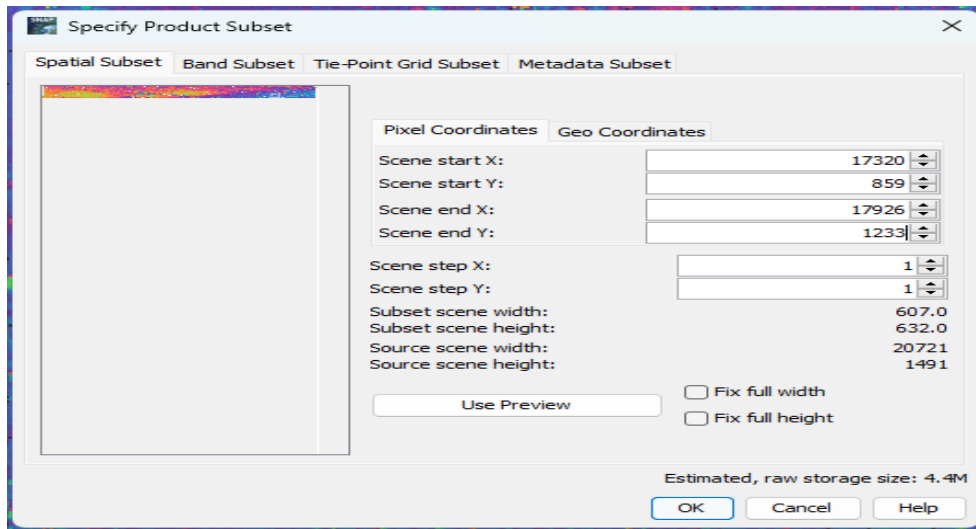 SNAP
Specify Product Subset
Spatial Subset Band Subset Tie-Point Grid Subset Metadata Subset
Pixel Coordinates Geo Coordinates
Scene start X: 17320
Scene start Y: 859
Scene end X: 17926
Scene end Y: 1233
Scene step X: 1
Scene step Y: 1
Subset scene width: 607.0
Subset scene height: 632.0
Source scene width: 20721
Source scene height: 1491
Use Preview
Fix full width
Fix full height
Estimated, raw storage size: 4.4M
OK Cancel Help